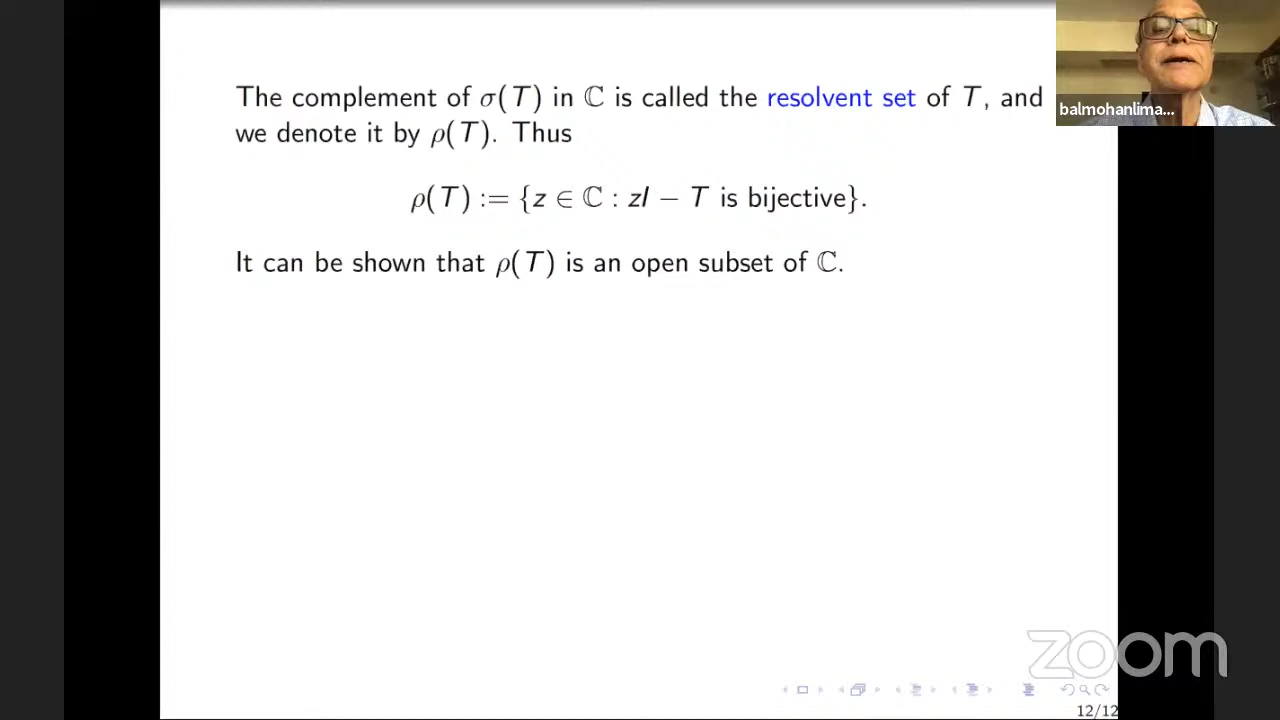 The complement of σ(T) in ℂ is called the resolvent set of T, and
we denote it by ρ(T). Thus
ρ(T) := {z ∈ ℂ : zI − T is bijective}.
It can be shown that ρ(T) is an open subset of ℂ.
balmohanlima...
zoom
12/12